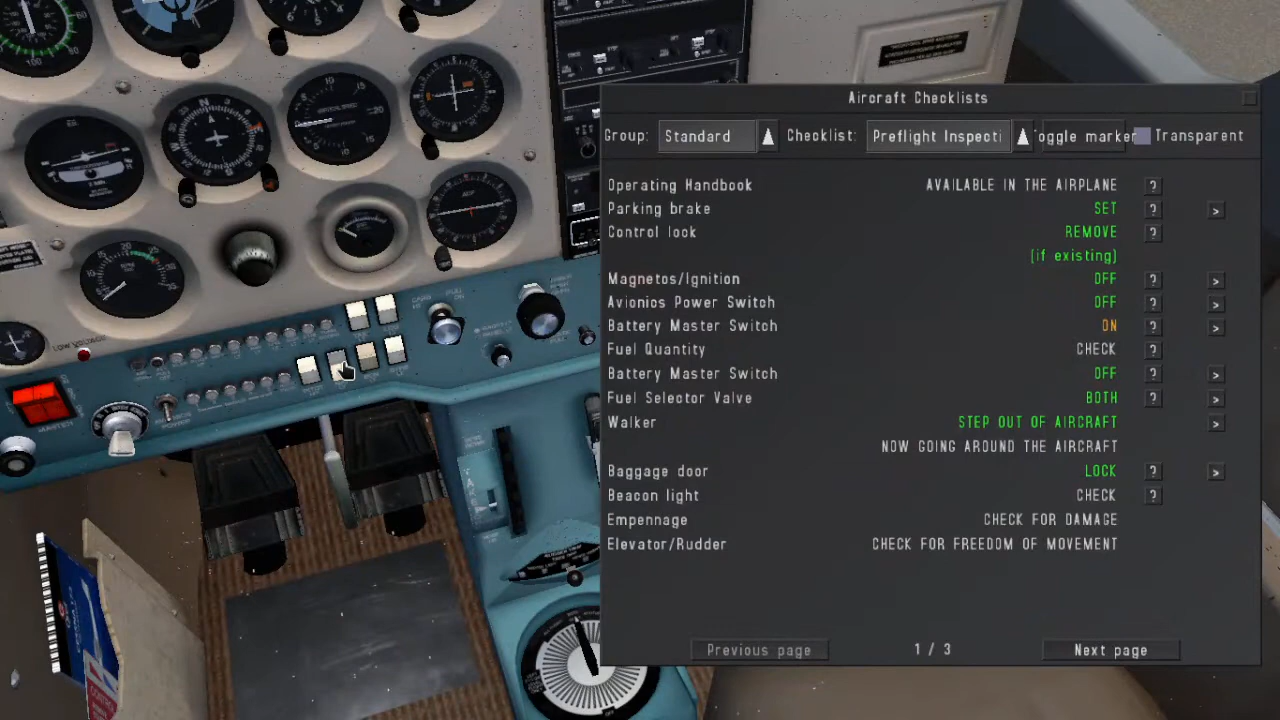 Aircraft Checklists
Group: Standard Checklist: Preflight Inspecti oggle marker Transparent
Operating Handbook AVAILABLE IN THE AIRPLANE ?
Parking brake SET ? >
Control lock REMOVE ?
(if existing)
Magnetos/Ignition OFF ? >
Avionics Power Switch OFF ? >
Battery Master Switch ON ? >
Fuel Quantity CHECK ?
Battery Master Switch OFF ? >
Fuel Selector Valve BOTH ? >
Walker STEP OUT OF AIRCRAFT >
NOW GOING AROUND THE AIRCRAFT
Baggage door LOCK ? >
Beacon light CHECK ?
Empennage CHECK FOR DAMAGE
Elevator/Rudder CHECK FOR FREEDOM OF MOVEMENT
Previous page 1 / 3 Next page
LOW VOLTAGE
MASTER